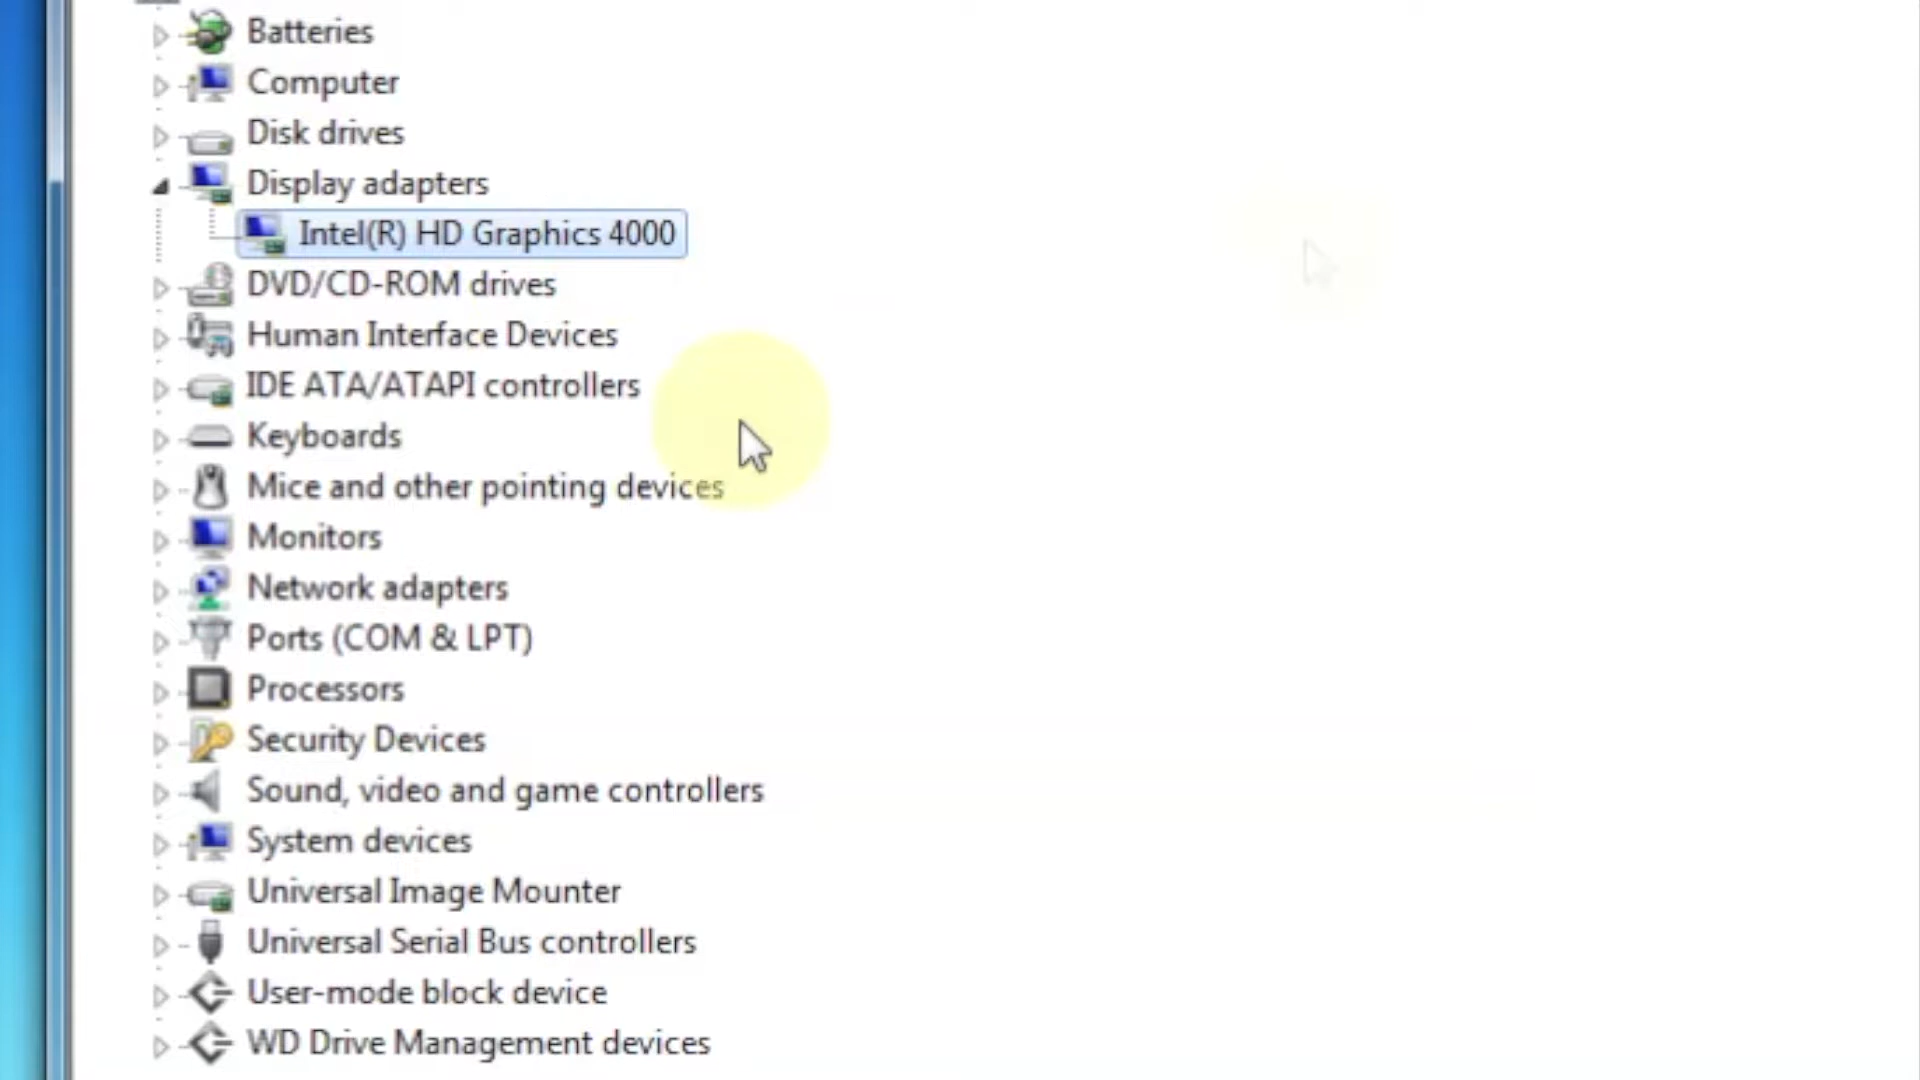 Batteries
Computer
Disk drives
Display adapters
Intel(R) HD Graphics 4000
DVD/CD-ROM drives
Human Interface Devices
IDE ATA/ATAPI controllers
Keyboards
Mice and other pointing devices
Monitors
Network adapters
Ports (COM & LPT)
Processors
Security Devices
Sound, video and game controllers
System devices
Universal Image Mounter
Universal Serial Bus controllers
User-mode block device
WD Drive Management devices